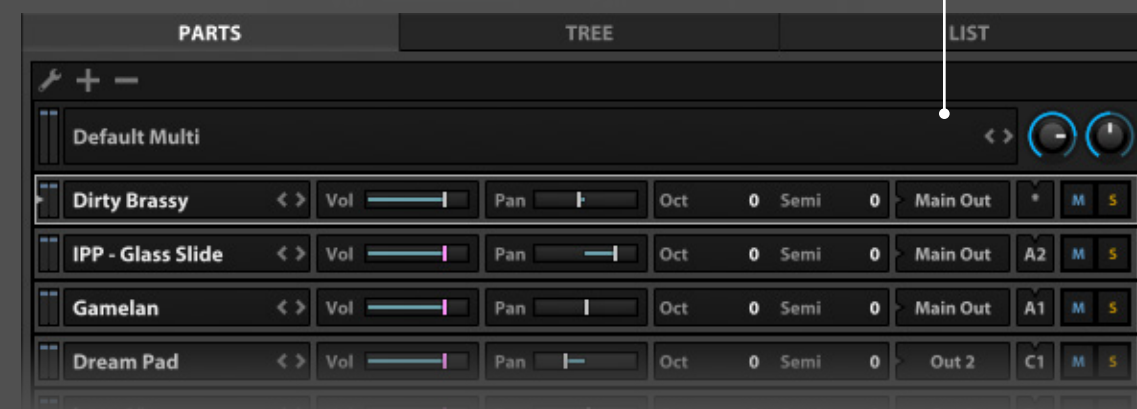 PARTS TREE LIST
Default Multi
Dirty Brassy Vol Pan Oct 0 Semi 0 Main Out * M S
IPP - Glass Slide Vol Pan Oct 0 Semi 0 Main Out A2 M S
Gamelan Vol Pan Oct 0 Semi 0 Main Out A1 M S
Dream Pad Vol Pan Oct 0 Semi 0 Out 2 C1 M S